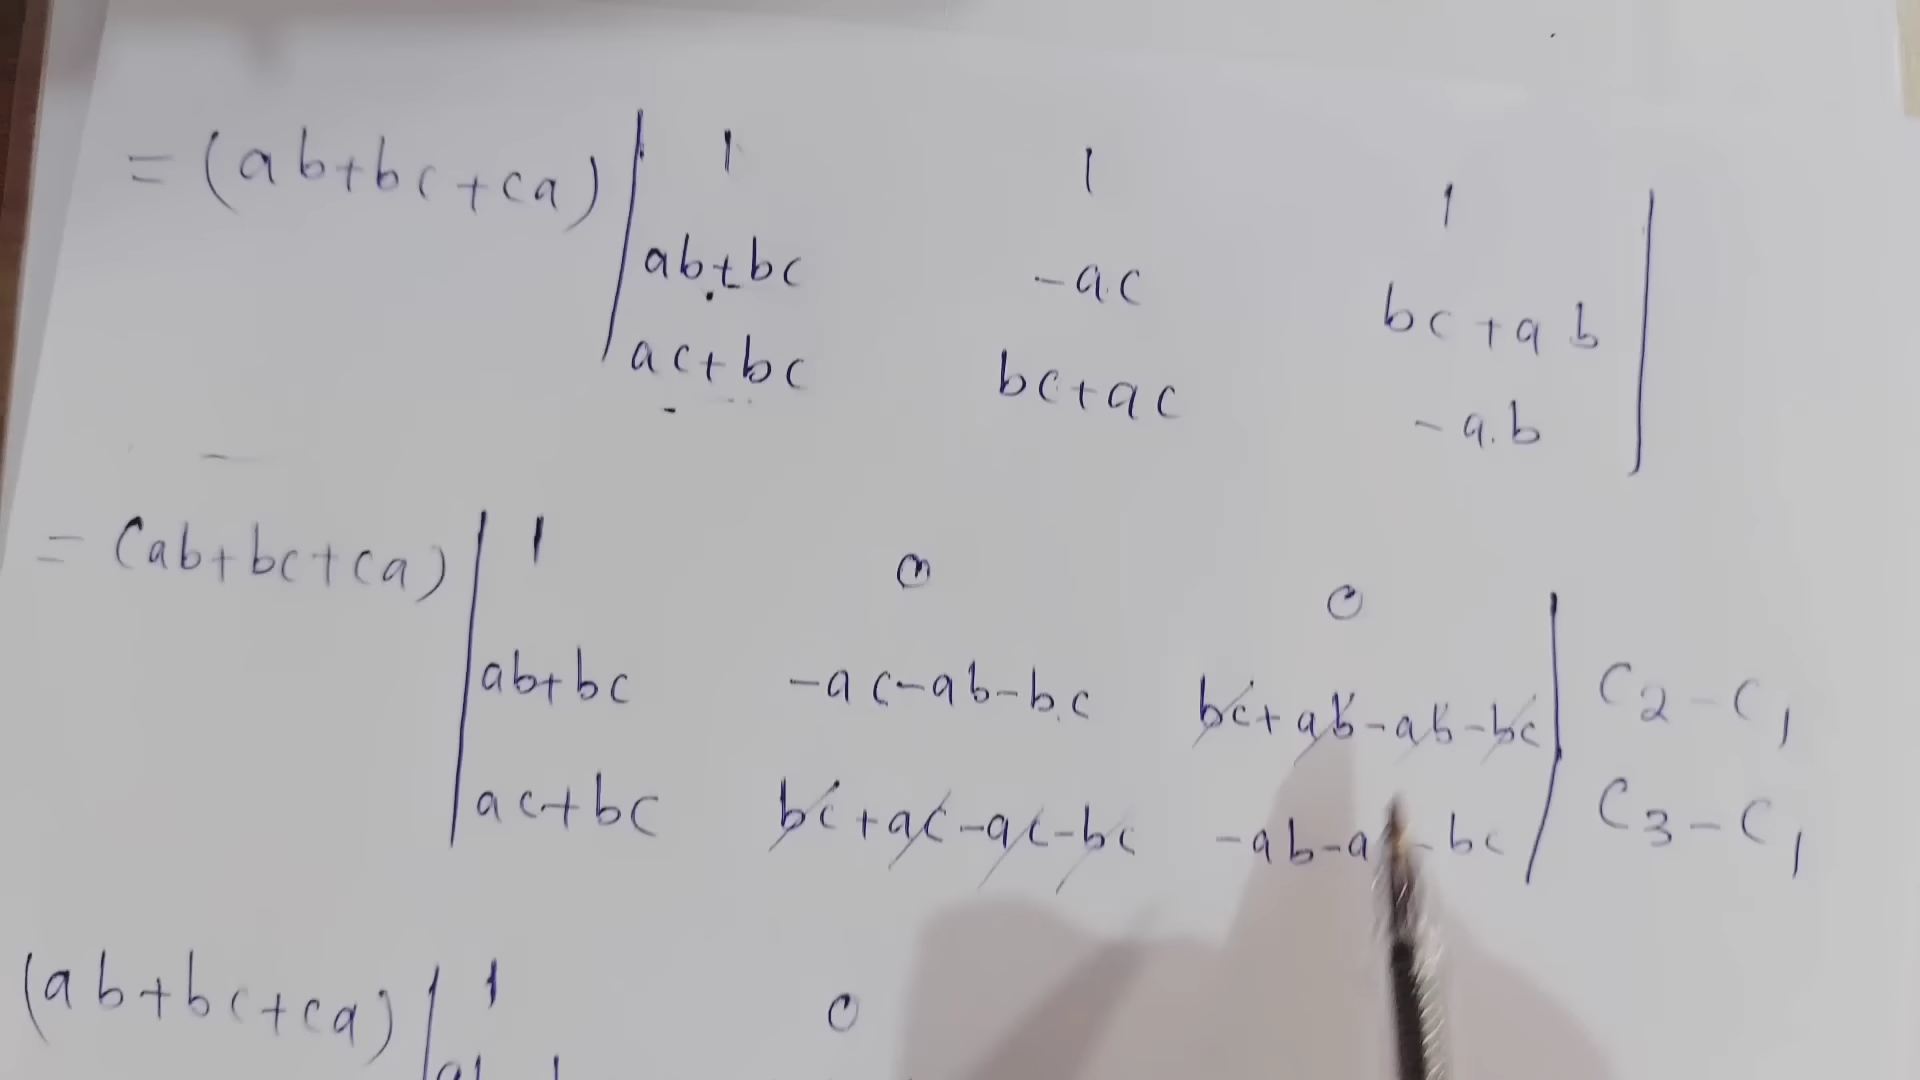 = (ab+bc+ca) | 1 1 1 |
ab+bc -ac bc+ab
ac+bc bc+ac -ab
= (ab+bc+ca) | 1 0 0 |
ab+bc -ac-ab-bc bc+ab-ab-bc C2-C1
ac+bc bc+ac-ac-bc -ab-a -bc C3-C1
(ab+bc+ca) | 1 0